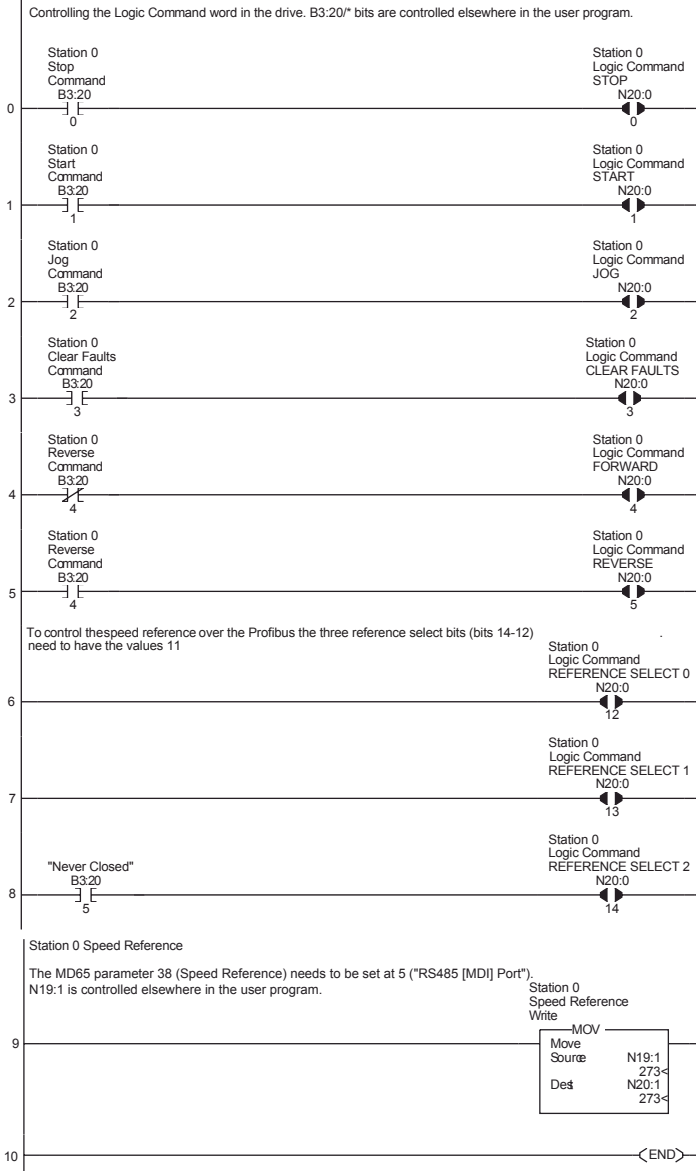 Controlling the Logic Command word in the drive. B3:20/* bits are controlled elsewhere in the user program.
Station 0
Stop
Command
B3:20
0
Station 0
Logic Command
STOP
N20:0
0
0
Station 0
Start
Command
B3:20
1
Station 0
Logic Command
START
N20:0
1
1
Station 0
Jog
Command
B3:20
2
Station 0
Logic Command
JOG
N20:0
2
2
Station 0
Clear Faults
Command
B3:20
3
Station 0
Logic Command
CLEAR FAULTS
N20:0
3
3
Station 0
Reverse
Command
B3:20
4
Station 0
Logic Command
FORWARD
N20:0
4
4
Station 0
Reverse
Command
B3:20
5
Station 0
Logic Command
REVERSE
N20:0
4
5
To control thespeed reference over the Profibus the three reference select bits (bits 14-12) .
need to have the values 11
Station 0
Logic Command
REFERENCE SELECT 0
N20:0
6
12
Station 0
Logic Command
REFERENCE SELECT 1
N20:0
7
13
"Never Closed"
B3:20
8
5
Station 0
Logic Command
REFERENCE SELECT 2
N20:0
14
Station 0 Speed Reference
The MD65 parameter 38 (Speed Reference) needs to be set at 5 ("RS485 [MDI] Port").
N19:1 is controlled elsewhere in the user program.
Station 0
Speed Reference
Write
9
MOV
Move
Source N19:1
273<
Dest N20:1
273<
10
END